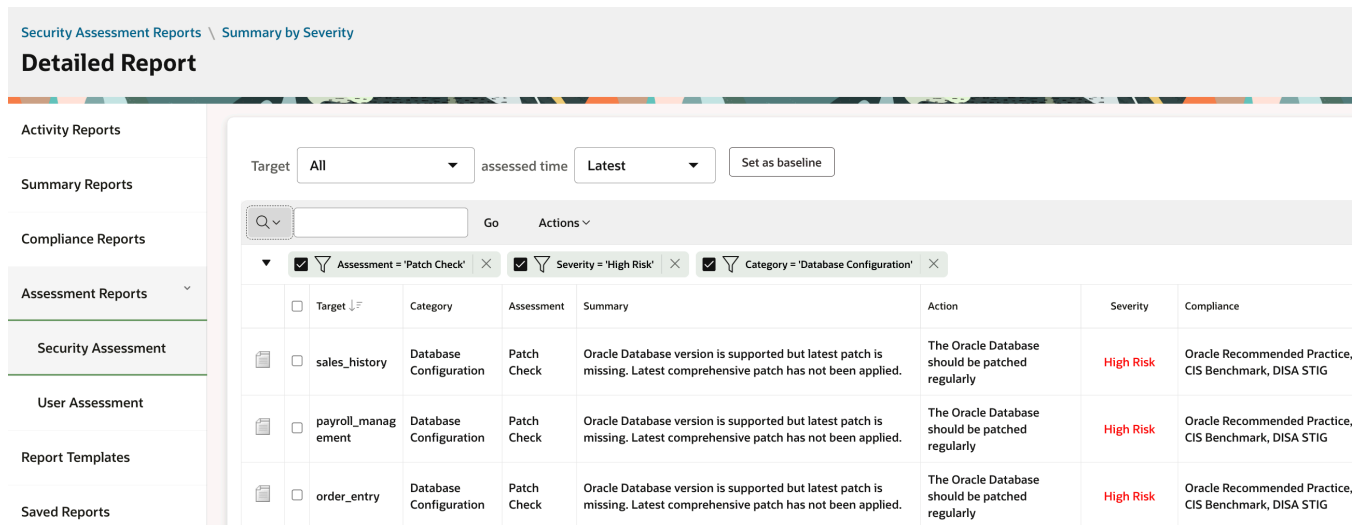 Security Assessment Reports \ Summary by Severity
Detailed Report
Activity Reports
Summary Reports
Compliance Reports
Assessment Reports
Security Assessment
User Assessment
Report Templates
Saved Reports
Target All assessed time Latest Set as baseline
Go Actions
Assessment = 'Patch Check' Severity = 'High Risk' Category = 'Database Configuration'
Target Category Assessment Summary Action Severity Compliance
sales_history
Database
Configuration
Patch
Check
Oracle Database version is supported but latest patch is
missing. Latest comprehensive patch has not been applied.
The Oracle Database
should be patched
regularly
High Risk
Oracle Recommended Practice,
CIS Benchmark, DISA STIG
payroll_manag
ement
Database
Configuration
Patch
Check
Oracle Database version is supported but latest patch is
missing. Latest comprehensive patch has not been applied.
The Oracle Database
should be patched
regularly
High Risk
Oracle Recommended Practice,
CIS Benchmark, DISA STIG
order_entry
Database
Configuration
Patch
Check
Oracle Database version is supported but latest patch is
missing. Latest comprehensive patch has not been applied.
The Oracle Database
should be patched
regularly
High Risk
Oracle Recommended Practice,
CIS Benchmark, DISA STIG